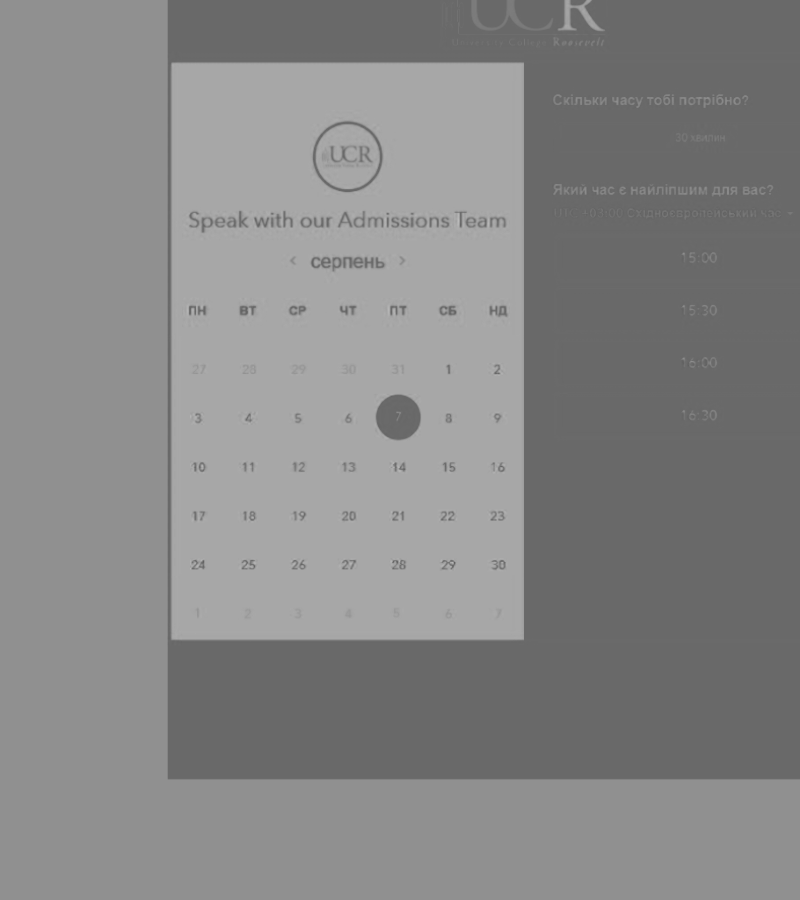 UCR
University College Roosevelt
UCR
Speak with our Admissions Team
< серпень >
ПН ВТ СР ЧТ ПТ СБ НД
27 28 29 30 31 1 2
3 4 5 6 7 8 9
10 11 12 13 14 15 16
17 18 19 20 21 22 23
24 25 26 27 28 29 30
1 2 3 4 5 6 7
Скільки часу тобі потрібно?
30 хвилин
Який час є найліпшим для вас?
UTC +03:00 Східноєвропейський час
15:00
15:30
16:00
16:30